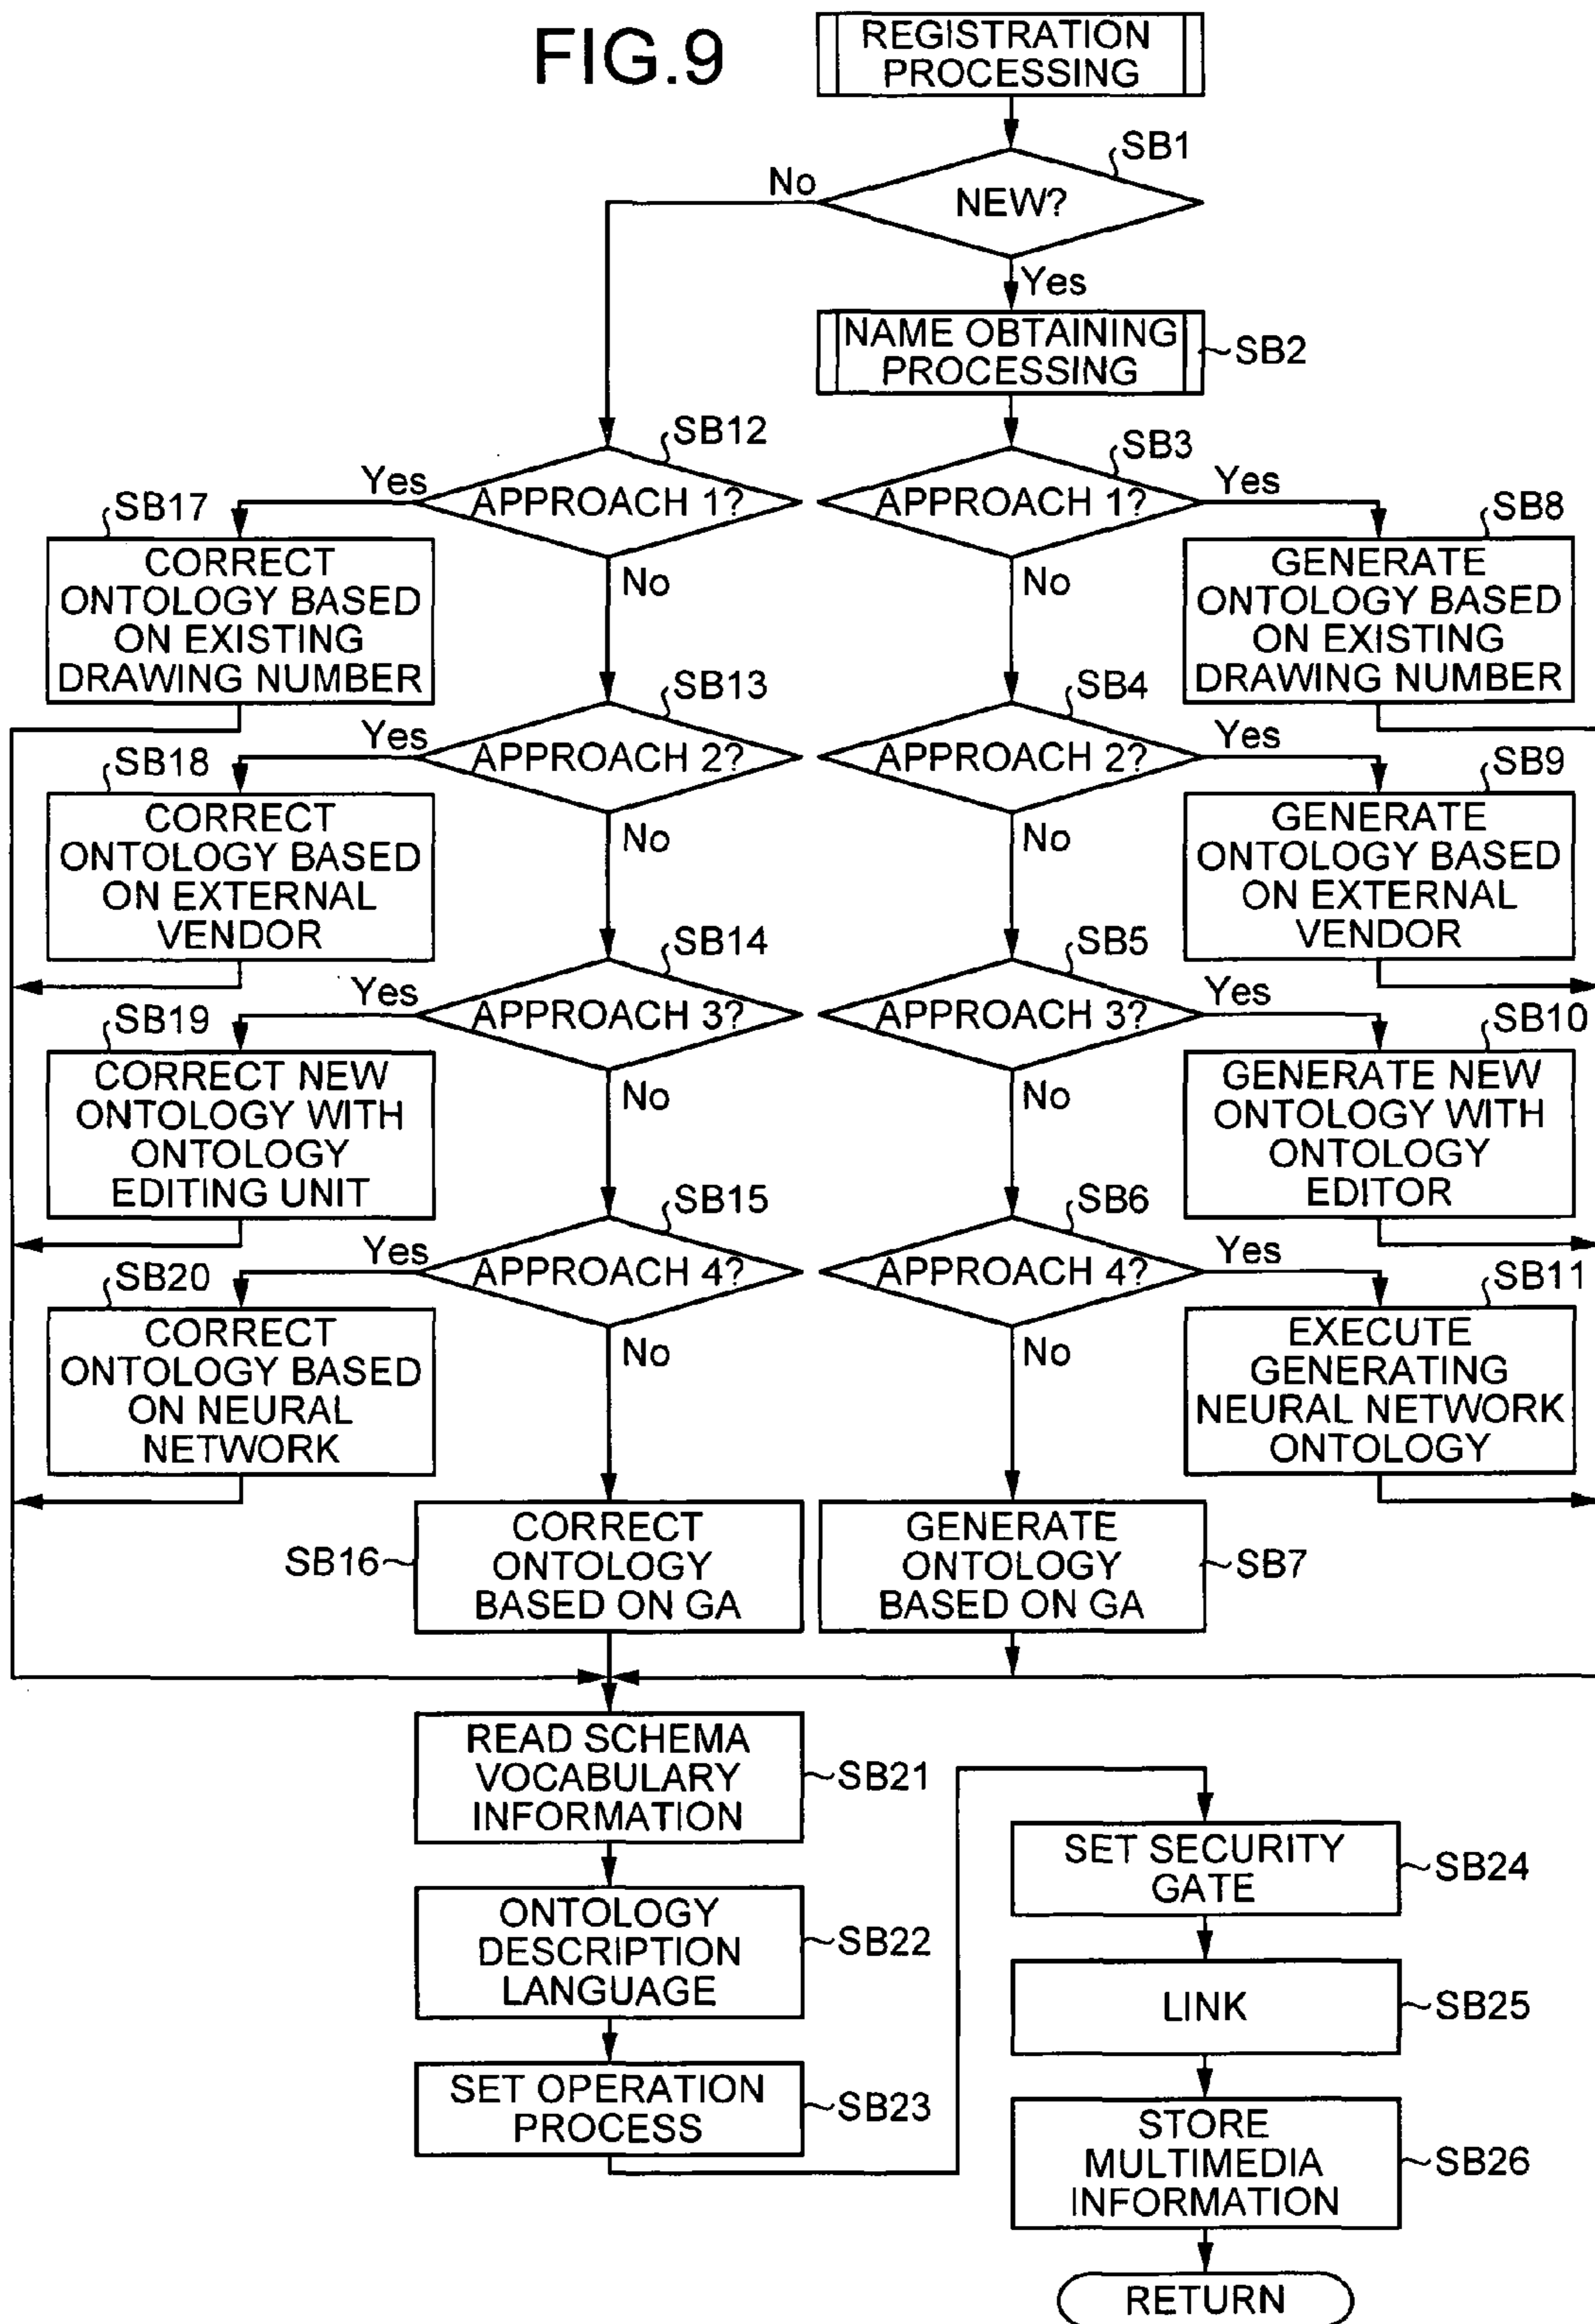 FIG.9
REGISTRATION
PROCESSING
SB1
NEW?
No
Yes
NAME OBTAINING
PROCESSING
SB2
SB12
APPROACH 1?
Yes
No
SB3
APPROACH 1?
Yes
No
SB17
CORRECT
ONTOLOGY BASED
ON EXISTING
DRAWING NUMBER
SB8
GENERATE
ONTOLOGY BASED
ON EXISTING
DRAWING NUMBER
SB13
APPROACH 2?
Yes
No
SB4
APPROACH 2?
Yes
No
SB18
CORRECT
ONTOLOGY BASED
ON EXTERNAL
VENDOR
SB9
GENERATE
ONTOLOGY BASED
ON EXTERNAL
VENDOR
SB14
APPROACH 3?
Yes
No
SB5
APPROACH 3?
Yes
No
SB19
CORRECT NEW
ONTOLOGY WITH
ONTOLOGY
EDITING UNIT
SB10
GENERATE NEW
ONTOLOGY WITH
ONTOLOGY
EDITOR
SB15
APPROACH 4?
Yes
No
SB6
APPROACH 4?
Yes
No
SB20
CORRECT
ONTOLOGY BASED
ON NEURAL
NETWORK
SB11
EXECUTE
GENERATING
NEURAL NETWORK
ONTOLOGY
SB16
CORRECT
ONTOLOGY
BASED ON GA
GENERATE
ONTOLOGY
BASED ON GA
SB7
READ SCHEMA
VOCABULARY
INFORMATION
SB21
ONTOLOGY
DESCRIPTION
LANGUAGE
SB22
SET OPERATION
PROCESS
SB23
SET SECURITY
GATE
SB24
LINK
SB25
STORE
MULTIMEDIA
INFORMATION
SB26
RETURN